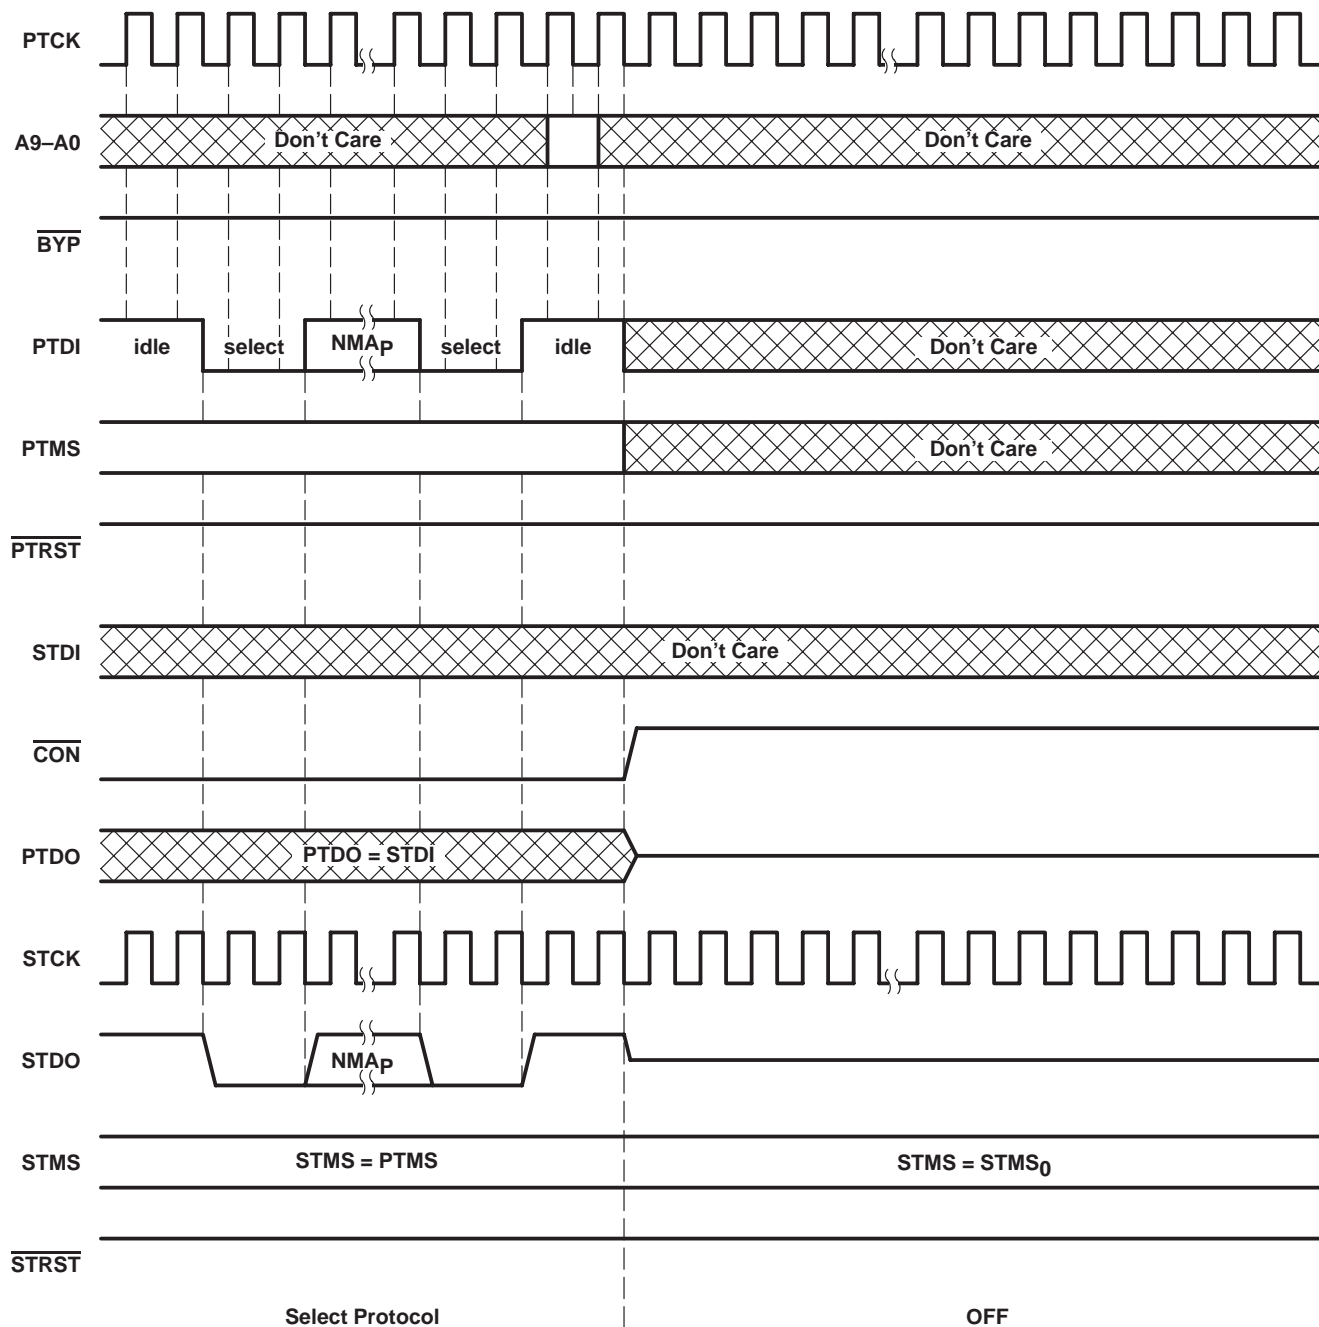 PTCK
A9–A0 Don't Care Don't Care
BYP
PTDI idle select NMAP select idle Don't Care
PTMS Don't Care
PTRST
STDI Don't Care
CON
PTDO PTDO = STDI
STCK
STDO NMAP
STMS STMS = PTMS STMS = STMS0
STRST
Select Protocol OFF